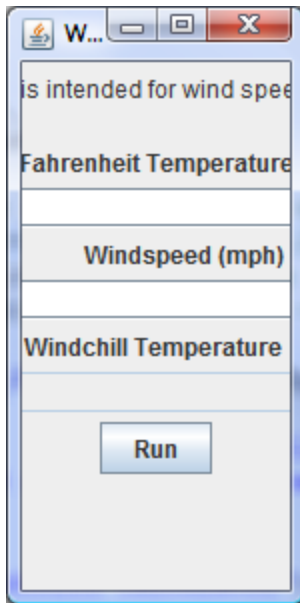 W...
is intended for wind spee
Fahrenheit Temperature
Windspeed (mph)
Windchill Temperature
Run